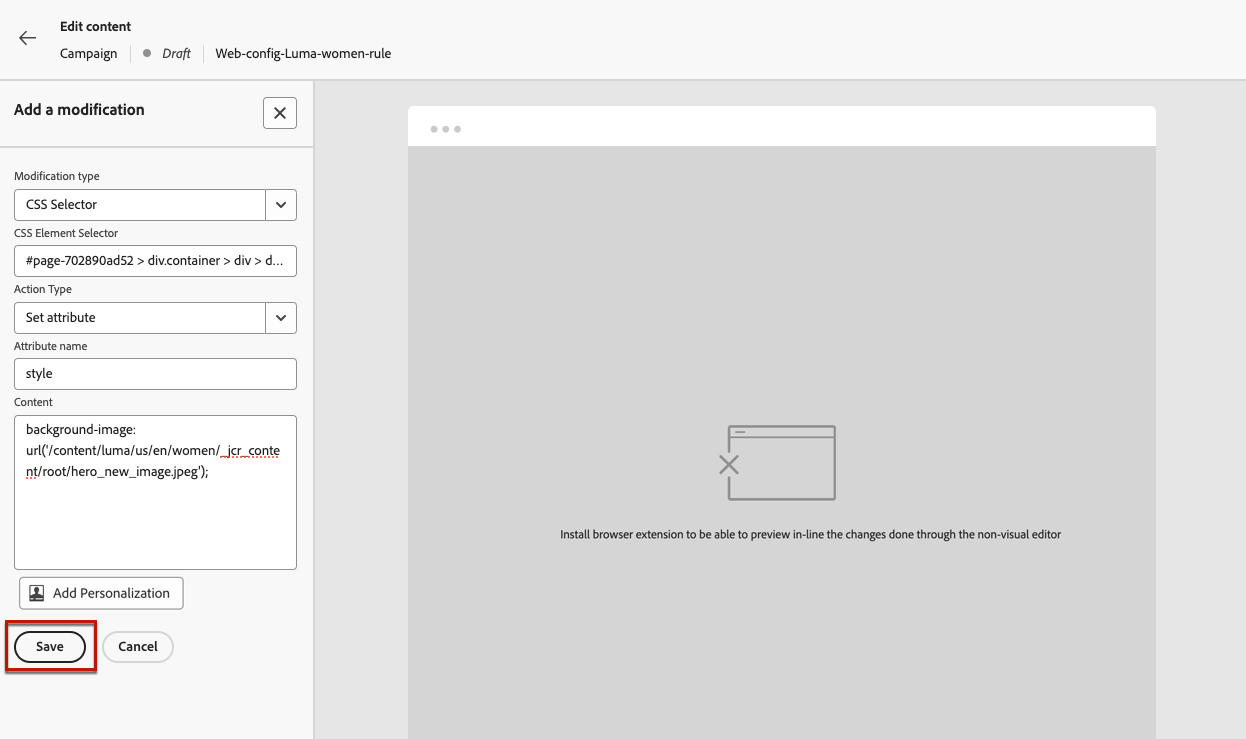 Edit content
Campaign
Draft
Web-config-Luma-women-rule
Add a modification
Modification type
CSS Selector
CSS Element Selector
#page-702890ad52 > div.container > div > d...
Action Type
Set attribute
Attribute name
style
Content
background-image:
url('/content/luma/us/en/women/_jcr_conte
nt/root/hero_new_image.jpeg');
Add Personalization
Save
Cancel
Install browser extension to be able to preview in-line the changes done through the non-visual editor